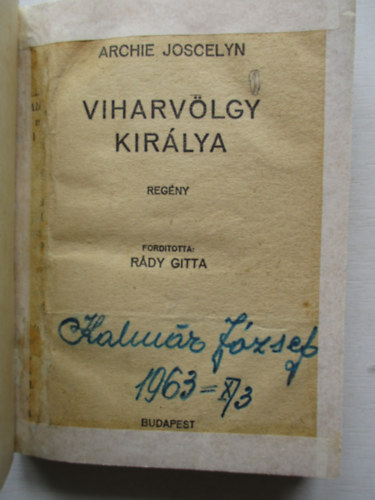 ARCHIE JOSCELYN
VIHARVÖLGY
KIRÁLYA
REGÉNY
FORDITOTTA:
RÁDY GITTA
Kalmár József
1963=X/3
BUDAPEST